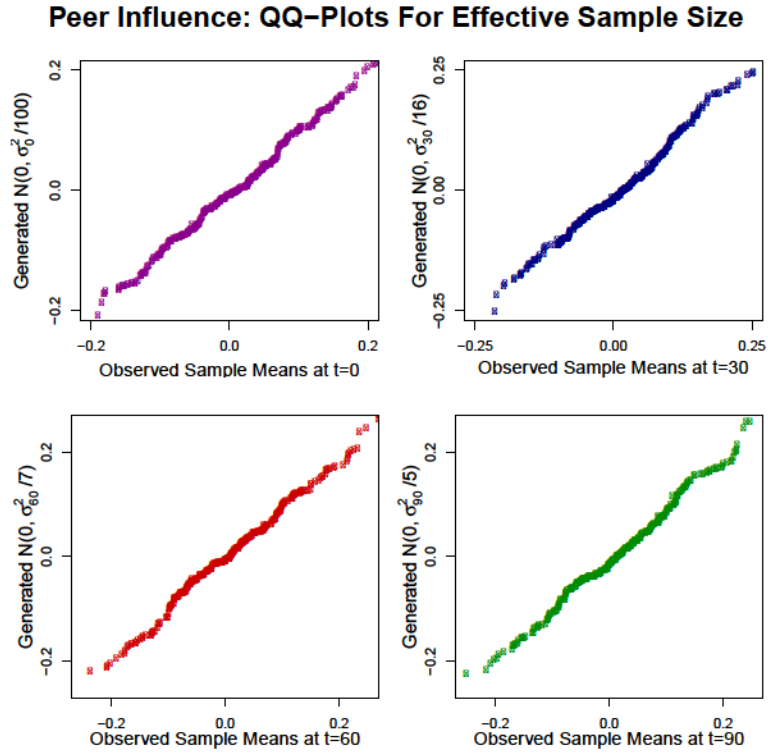 Peer Influence: QQ−Plots For Effective Sample Size
Generated N(0, σ₀² /100)
0.2
0.0
−0.2
−0.2 0.0 0.2
Observed Sample Means at t=0
Generated N(0, σ₃₀² /16)
0.25
0.00
−0.25
−0.25 0.00 0.25
Observed Sample Means at t=30
Generated N(0, σ₆₀² /7)
0.2
0.0
−0.2
−0.2 0.0 0.2
Observed Sample Means at t=60
Generated N(0, σ₉₀² /5)
0.2
0.0
−0.2
−0.2 0.0 0.2
Observed Sample Means at t=90